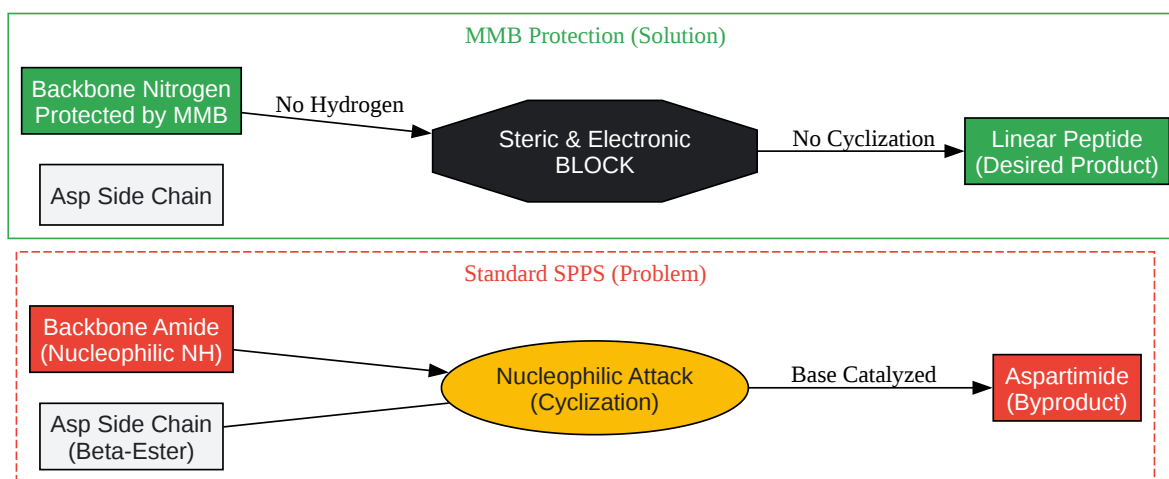 MMB Protection (Solution)
Backbone Nitrogen
Protected by MMB
No Hydrogen
Steric & Electronic
BLOCK
No Cyclization
Linear Peptide
(Desired Product)
Asp Side Chain
Standard SPPS (Problem)
Backbone Amide
(Nucleophilic NH)
Nucleophilic Attack
(Cyclization)
Base Catalyzed
Aspartimide
(Byproduct)
Asp Side Chain
(Beta-Ester)